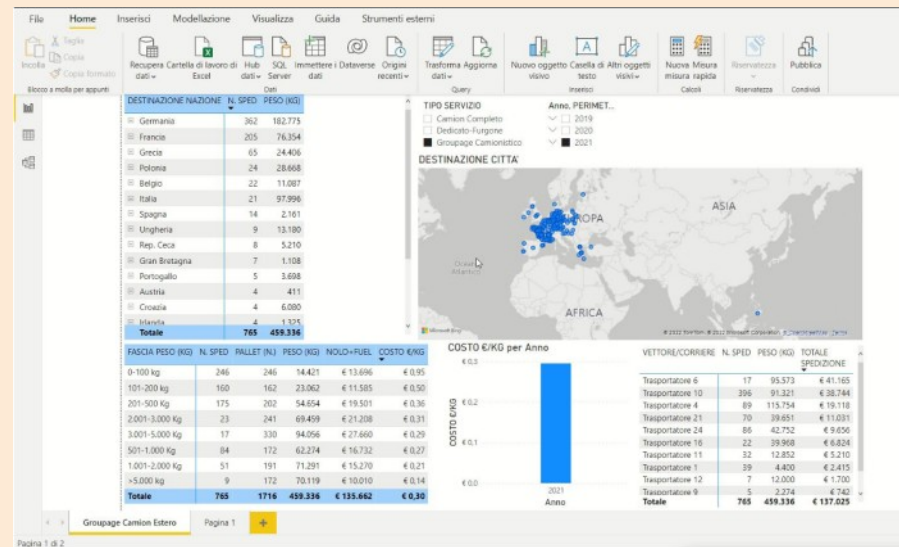 File Home Inserisci Modellazione Visualizza Guida Strumenti esterni
Incolla
Taglia
Copia
Copia formato
Blocco a molla per appunti
Recupera dati
Cartella di lavoro di Excel
Hub dati
SQL Server
Immettere i dati
Dataverse
Origini recenti
Dati
Trasforma dati
Aggiorna
Query
Nuovo oggetto visivo
Casella di testo
Altri oggetti visivi
Inserisci
Nuova misura
Misura rapida
Calcoli
Riservatezza
Riservatezza
Pubblica
Condividi
DESTINAZIONE NAZIONE N. SPED PESO (KG)
Germania 362 182.775
Francia 205 76.354
Grecia 65 24.406
Polonia 24 28.668
Belgio 22 11.087
Italia 21 97.996
Spagna 14 2.161
Ungheria 9 13.180
Rep. Ceca 8 5.210
Gran Bretagna 7 1.108
Portogallo 5 3.698
Austria 4 411
Croazia 4 6.080
Irlanda 4 1.325
Totale 765 459.336
TIPO SERVIZIO
Camion Completo
Dedicato-Furgone
Groupage Camionistico
Anno, PERIMET...
2019
2020
2021
DESTINAZIONE CITTA'
EUROPA
ASIA
Oceano Atlantico
AFRICA
Microsoft Bing
FASCIA PESO (KG) N. SPED PALLET (N.) PESO (KG) NOLO+FUEL COSTO €/KG
0-100 kg 246 246 14.421 € 13.696 € 0,95
101-200 kg 160 162 23.062 € 11.585 € 0,50
201-500 Kg 175 202 54.654 € 19.501 € 0,36
2.001-3.000 Kg 23 241 69.459 € 21.208 € 0,31
3.001-5.000 Kg 17 330 94.056 € 27.660 € 0,29
501-1.000 Kg 84 172 62.274 € 16.732 € 0,27
1.001-2.000 Kg 51 191 71.291 € 15.270 € 0,21
>5.000 kg 9 172 70.119 € 10.010 € 0,14
Totale 765 1716 459.336 € 135.662 € 0,30
COSTO €/KG per Anno
COSTO €/KG
€ 0,3
€ 0,2
€ 0,1
€ 0,0
2021
Anno
VETTORE/CORRIERE N. SPED PESO (KG) TOTALE SPEDIZIONE
Trasportatore 6 17 95.573 € 41.165
Trasportatore 10 396 91.321 € 38.744
Trasportatore 4 89 115.754 € 19.118
Trasportatore 21 70 39.651 € 11.031
Trasportatore 24 86 42.752 € 9.656
Trasportatore 16 22 39.968 € 6.824
Trasportatore 11 32 12.852 € 5.210
Trasportatore 1 39 4.400 € 2.415
Trasportatore 12 7 12.000 € 1.700
Trasportatore 9 5 2.274 € 742
Totale 765 459.336 € 137.025
Groupage Camion Estero Pagina 1 +
Pagina 1 di 2